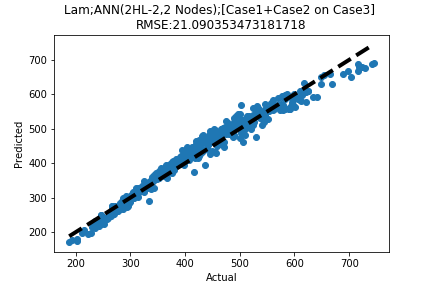 Lam;ANN(2HL-2,2 Nodes);[Case1+Case2 on Case3]
RMSE:21.090353473181718
700
600
500
400
300
200
Predicted
200 300 400 500 600 700
Actual